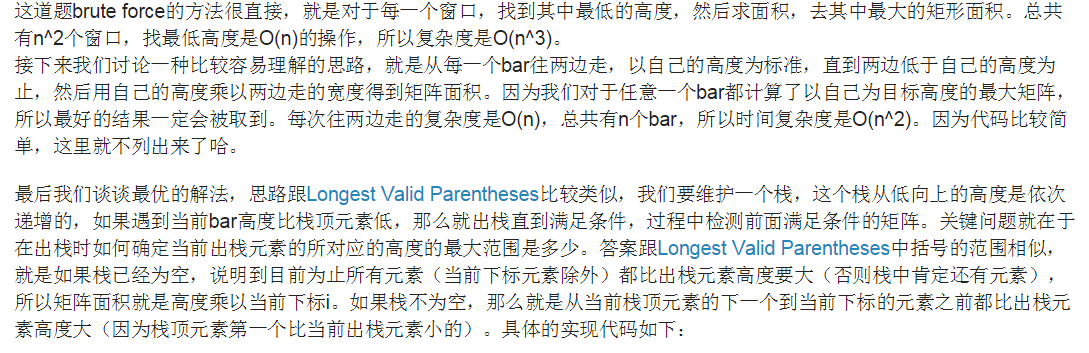 这道题brute force的方法很直接，就是对于每一个窗口，找到其中最低的高度，然后求面积，去其中最大的矩形面积。总共
有n^2个窗口，找最低高度是O(n)的操作，所以复杂度是O(n^3)。
接下来我们讨论一种比较容易理解的思路，就是从每一个bar往两边走，以自己的高度为标准，直到两边低于自己的高度为
止，然后用自己的高度乘以两边走的宽度得到矩阵面积。因为我们对于任意一个bar都计算了以自己为目标高度的最大矩阵，
所以最好的结果一定会被取到。每次往两边走的复杂度是O(n)，总共有n个bar，所以时间复杂度是O(n^2)。因为代码比较简
单，这里就不列出来了哈。
最后我们谈谈最优的解法，思路跟Longest Valid Parentheses比较类似，我们要维护一个栈，这个栈从低向上的高度是依次
递增的，如果遇到当前bar高度比栈顶元素低，那么就出栈直到满足条件，过程中检测前面满足条件的矩阵。关键问题就在于
在出栈时如何确定当前出栈元素的所对应的高度的最大范围是多少。答案跟Longest Valid Parentheses中括号的范围相似，
就是如果栈已经为空，说明到目前为止所有元素（当前下标元素除外）都比出栈元素高度要大（否则栈中肯定还有元素），
所以矩阵面积就是高度乘以当前下标i。如果栈不为空，那么就是从当前栈顶元素的下一个到当前下标的元素之前都比出栈元
素高度大（因为栈顶元素第一个比当前出栈元素小的）。具体的实现代码如下：